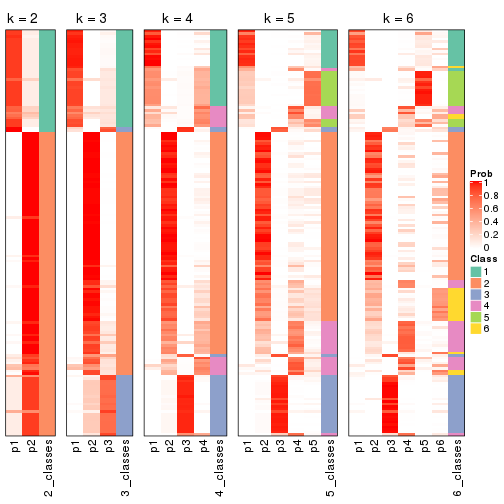 k = 2
k = 3
k = 4
k = 5
k = 6
p1
p2
2_classes
p1
p2
p3
3_classes
p1
p2
p3
p4
4_classes
p1
p2
p3
p4
p5
5_classes
p1
p2
p3
p4
p5
p6
6_classes
Prob
1
0.8
0.6
0.4
0.2
0
Class
1
2
3
4
5
6